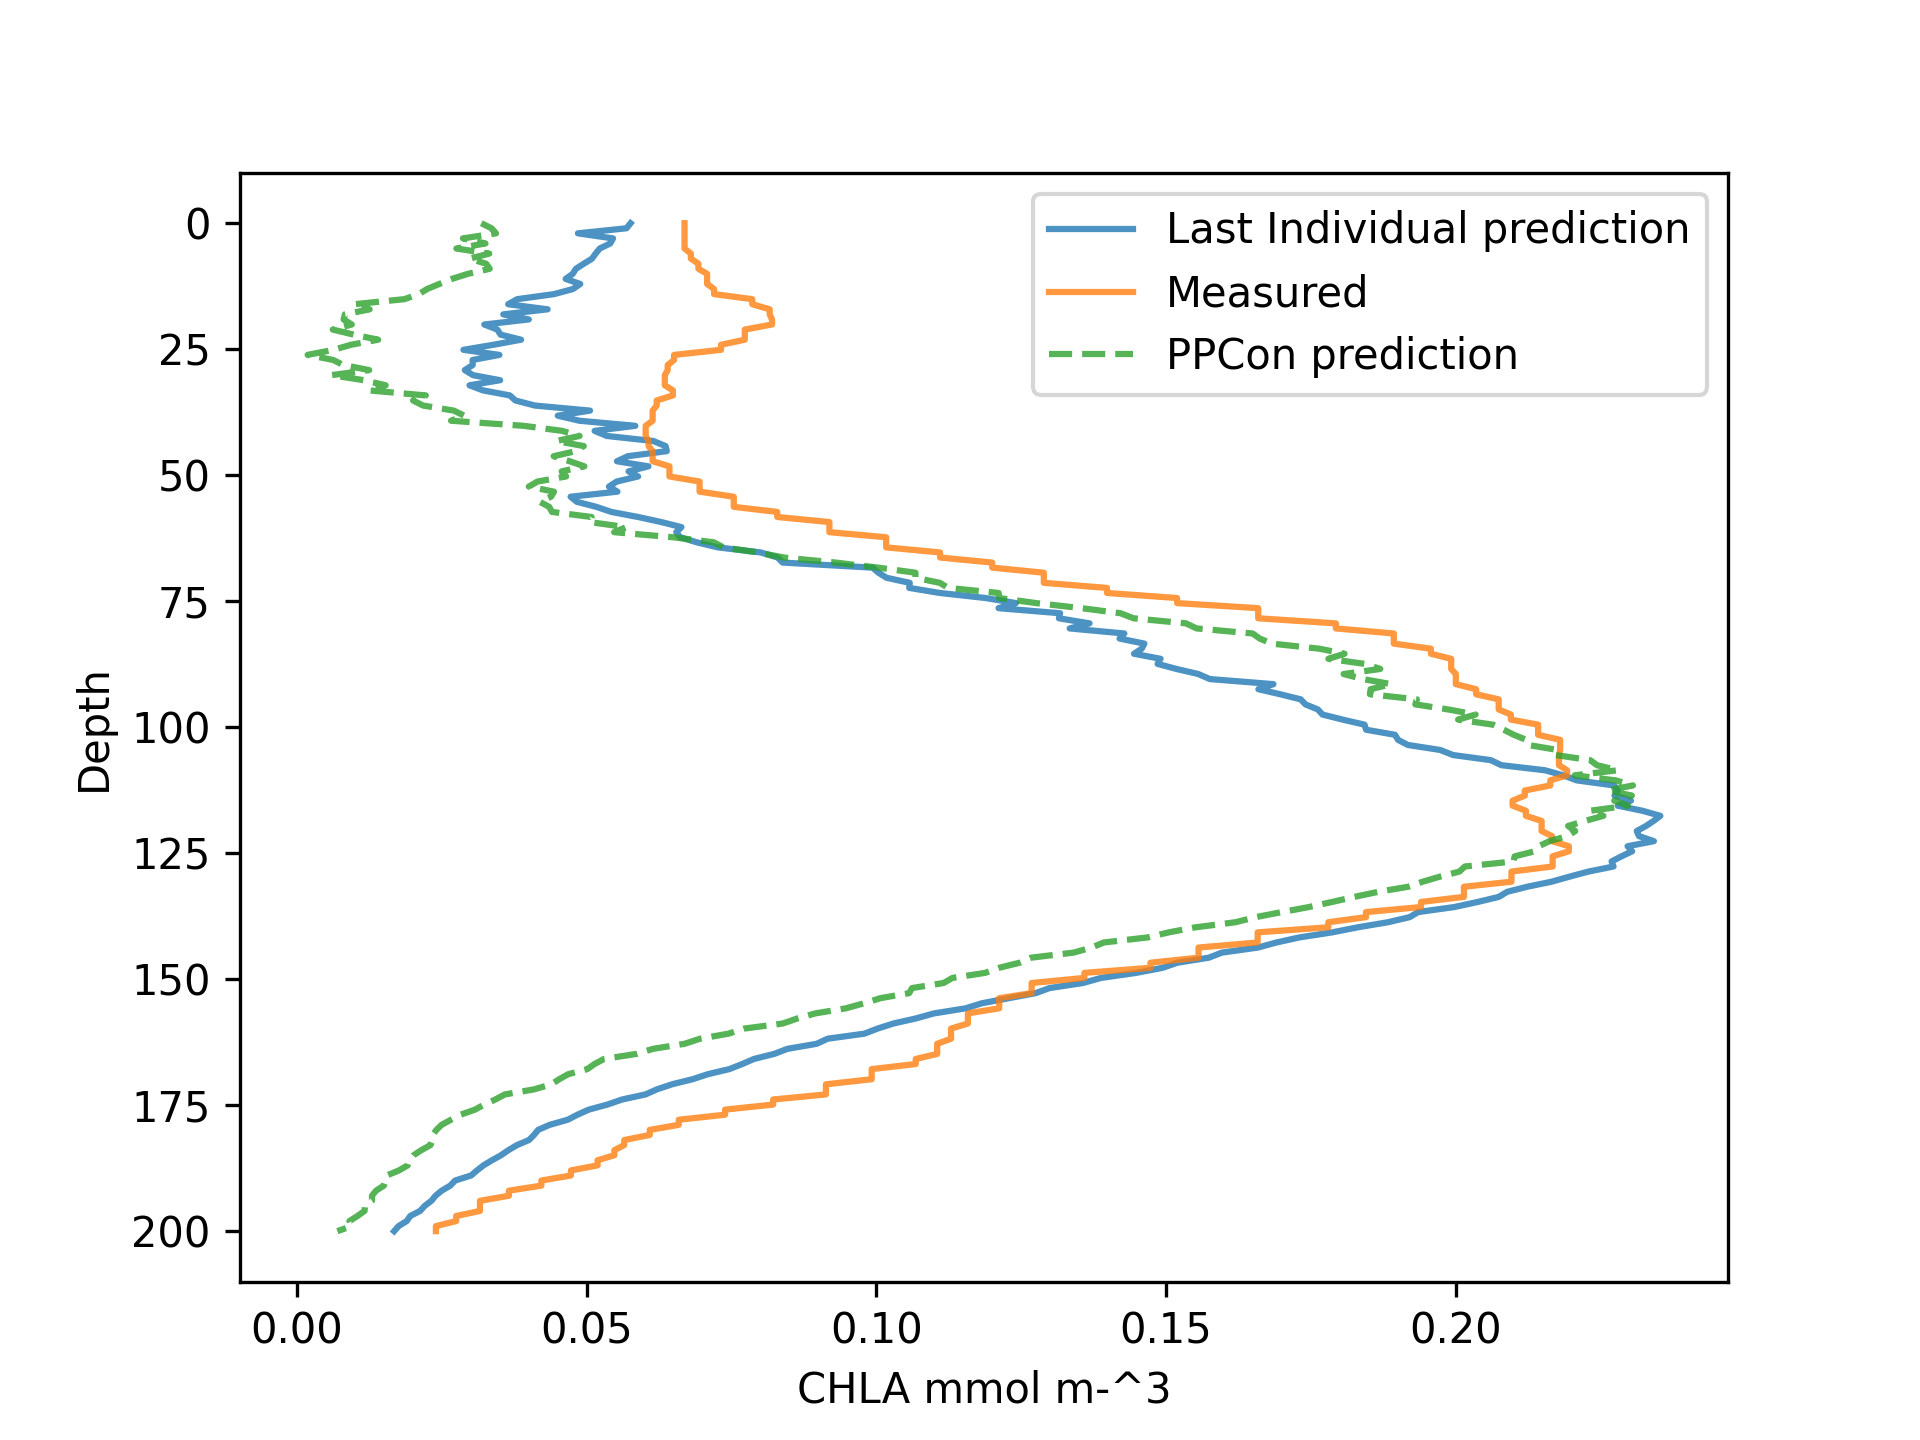 Last Individual prediction
Measured
PPCon prediction
0
25
50
75
100
125
150
175
200
Depth
0.00 0.05 0.10 0.15 0.20
CHLA mmol m-^3